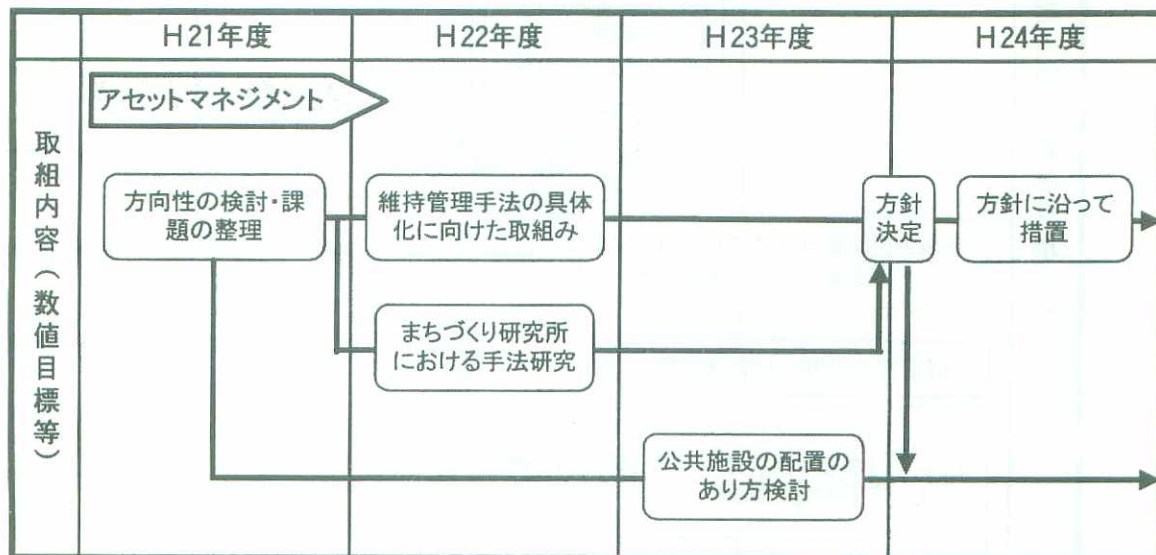 H21年度
H22年度
H23年度
H24年度
取組内容（数値目標等）
アセットマネジメント
方向性の検討・課
題の整理
維持管理手法の具体
化に向けた取組み
方針
決定
方針に沿って
措置
まちづくり研究所
における手法研究
公共施設の配置の
あり方検討